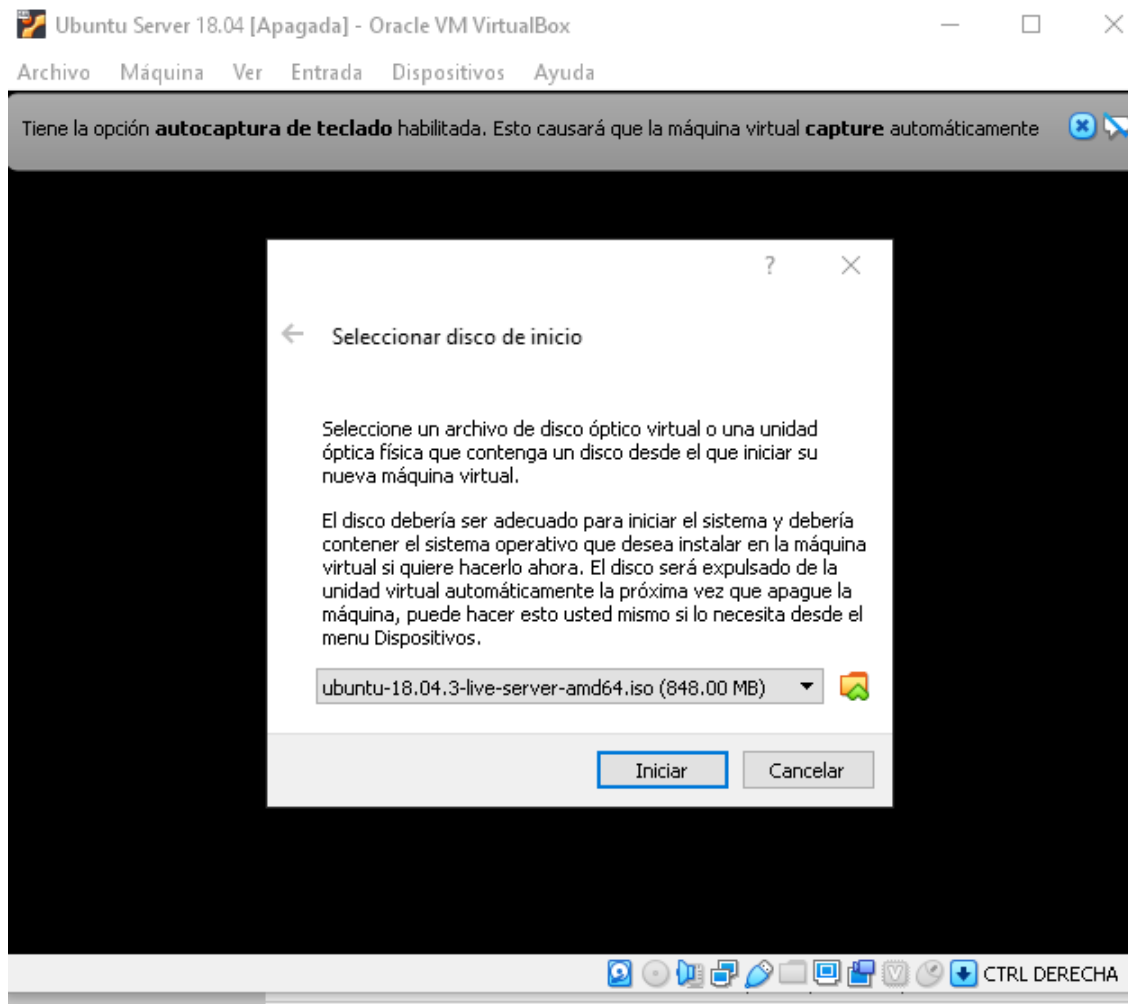 Ubuntu Server 18.04 [Apagada] - Oracle VM VirtualBox
Archivo Máquina Ver Entrada Dispositivos Ayuda
Tiene la opción autocaptura de teclado habilitada. Esto causará que la máquina virtual capture automáticamente
Seleccionar disco de inicio
Seleccione un archivo de disco óptico virtual o una unidad
óptica física que contenga un disco desde el que iniciar su
nueva máquina virtual.
El disco debería ser adecuado para iniciar el sistema y debería
contener el sistema operativo que desea instalar en la máquina
virtual si quiere hacerlo ahora. El disco será expulsado de la
unidad virtual automáticamente la próxima vez que apague la
máquina, puede hacer esto usted mismo si lo necesita desde el
menu Dispositivos.
ubuntu-18.04.3-live-server-amd64.iso (848.00 MB)
Iniciar Cancelar
CTRL DERECHA